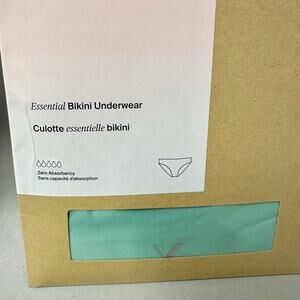 Essential Bikini Underwear
Culotte essentielle bikini
Zero Absorbency
Sans capacité d'absorption